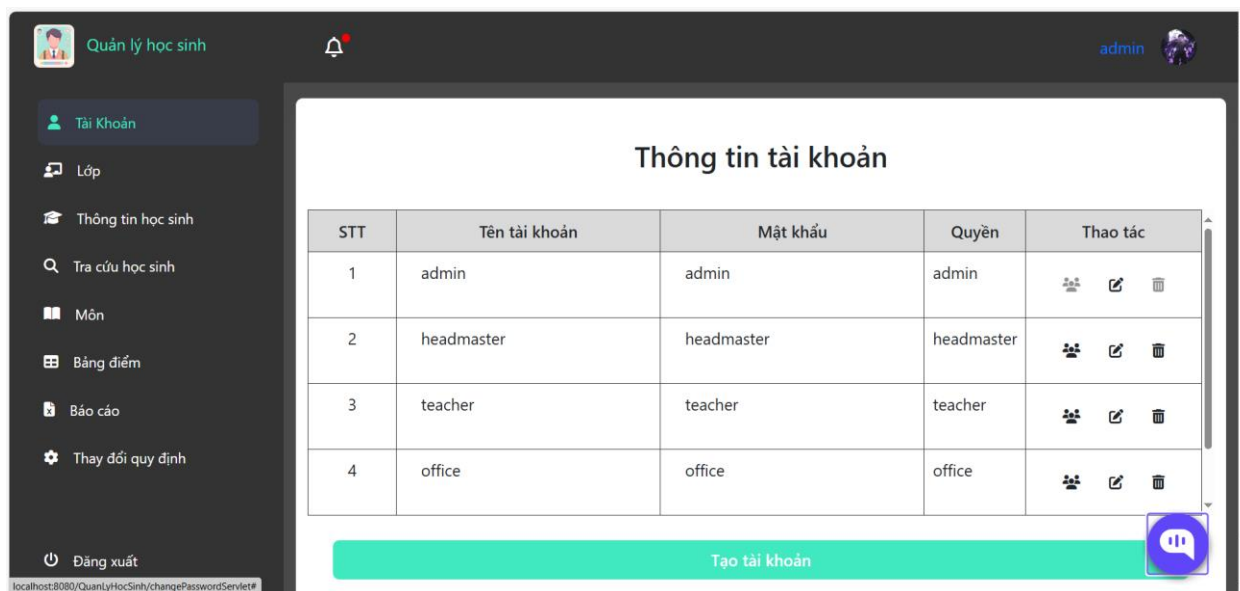 Quản lý học sinh
admin
Tài Khoản
Lớp
Thông tin học sinh
Tra cứu học sinh
Môn
Bảng điểm
Báo cáo
Thay đổi quy định
Đăng xuất
Thông tin tài khoản
STT Tên tài khoản Mật khẩu Quyền Thao tác
1 admin admin admin
2 headmaster headmaster headmaster
3 teacher teacher teacher
4 office office office
Tạo tài khoản
localhost:8080/QuanLyHocSinh/changePasswordServlet#